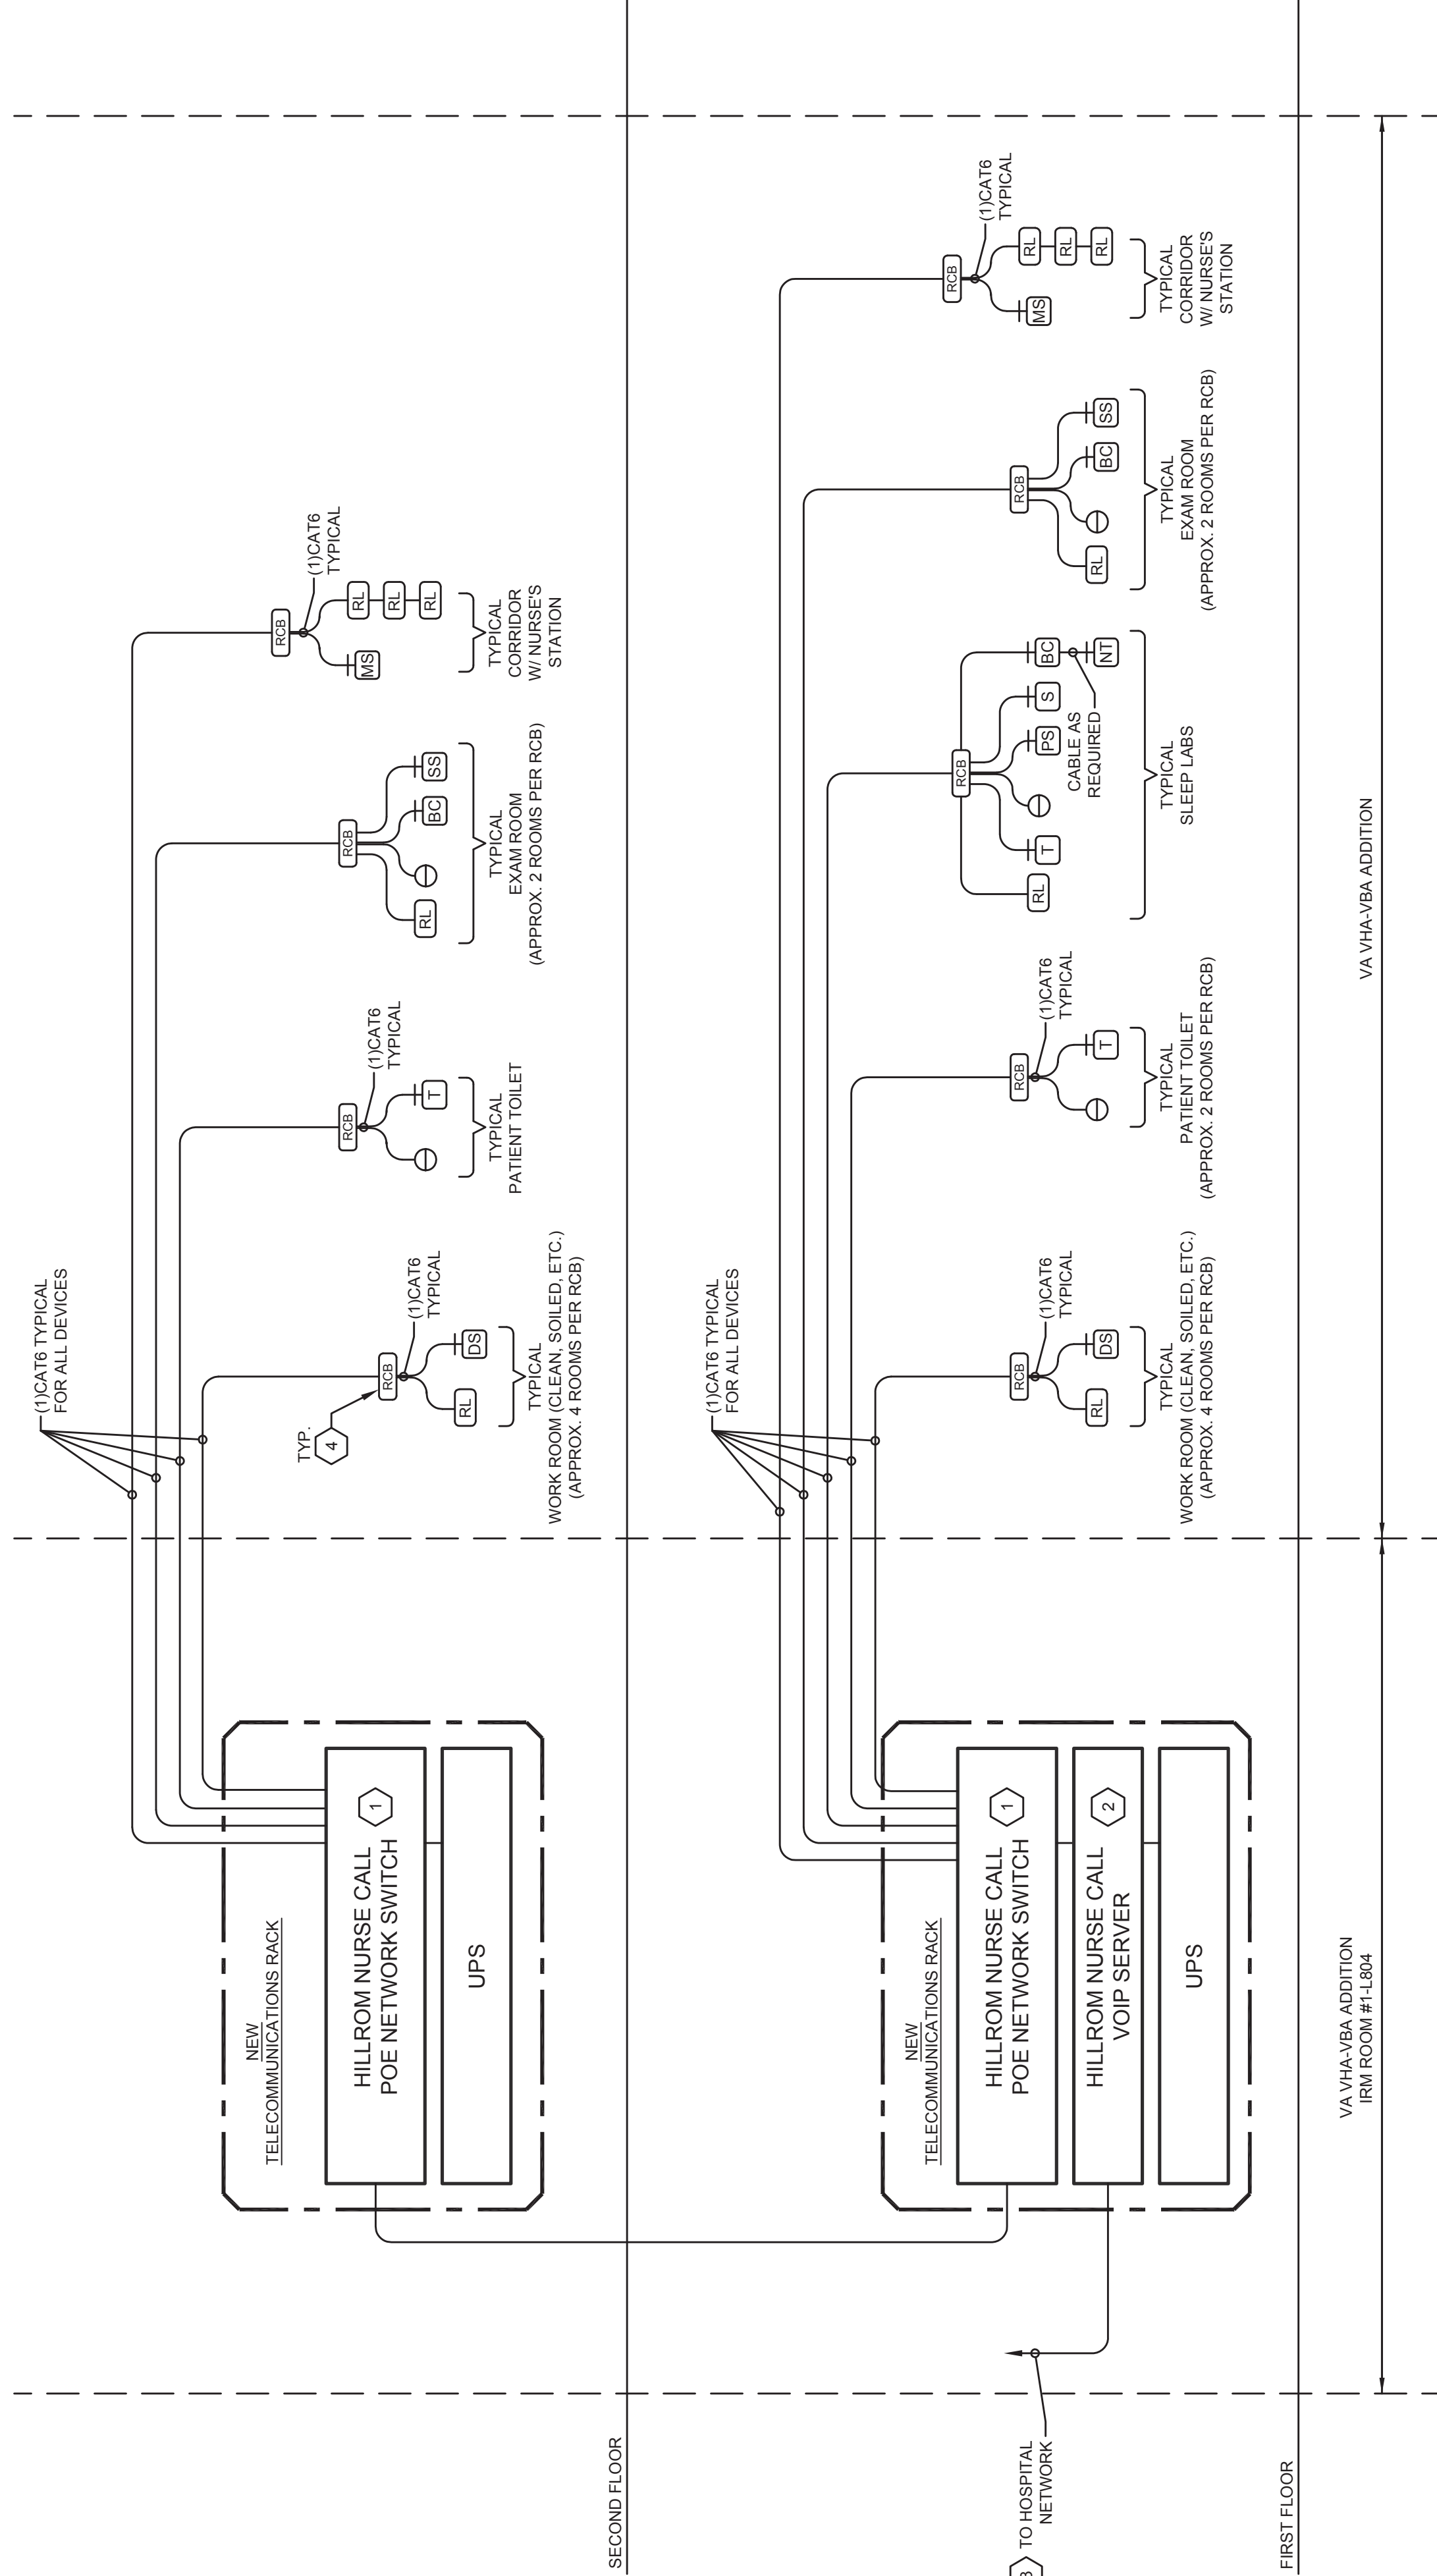 (1)CAT6 TYPICAL
FOR ALL DEVICES
NEW
TELECOMMUNICATIONS RACK
HILLROM NURSE CALL
POE NETWORK SWITCH
1
UPS
TYP.
4
RCB
(1)CAT6
TYPICAL
RL
DS
TYPICAL
WORK ROOM (CLEAN, SOILED, ETC.)
(APPROX. 4 ROOMS PER RCB)
RCB
(1)CAT6
TYPICAL
T
TYPICAL
PATIENT TOILET
RCB
RL
BC
SS
TYPICAL
EXAM ROOM
(APPROX. 2 ROOMS PER RCB)
RCB
(1)CAT6
TYPICAL
MS
RL
RL
RL
TYPICAL
CORRIDOR
W/ NURSE'S
STATION
SECOND FLOOR
(1)CAT6 TYPICAL
FOR ALL DEVICES
NEW
TELECOMMUNICATIONS RACK
HILLROM NURSE CALL
POE NETWORK SWITCH
1
HILLROM NURSE CALL
VOIP SERVER
2
UPS
TO HOSPITAL
NETWORK
RCB
(1)CAT6
TYPICAL
RL
DS
TYPICAL
WORK ROOM (CLEAN, SOILED, ETC.)
(APPROX. 4 ROOMS PER RCB)
RCB
(1)CAT6
TYPICAL
T
TYPICAL
PATIENT TOILET
(APPROX. 2 ROOMS PER RCB)
RCB
RL
T
PS
S
BC
NT
CABLE AS
REQUIRED
TYPICAL
SLEEP LABS
RCB
RL
BC
SS
TYPICAL
EXAM ROOM
(APPROX. 2 ROOMS PER RCB)
RCB
(1)CAT6
TYPICAL
MS
RL
RL
RL
TYPICAL
CORRIDOR
W/ NURSE'S
STATION
FIRST FLOOR
VA VHA-VBA ADDITION
IRM ROOM #1-L804
VA VHA-VBA ADDITION